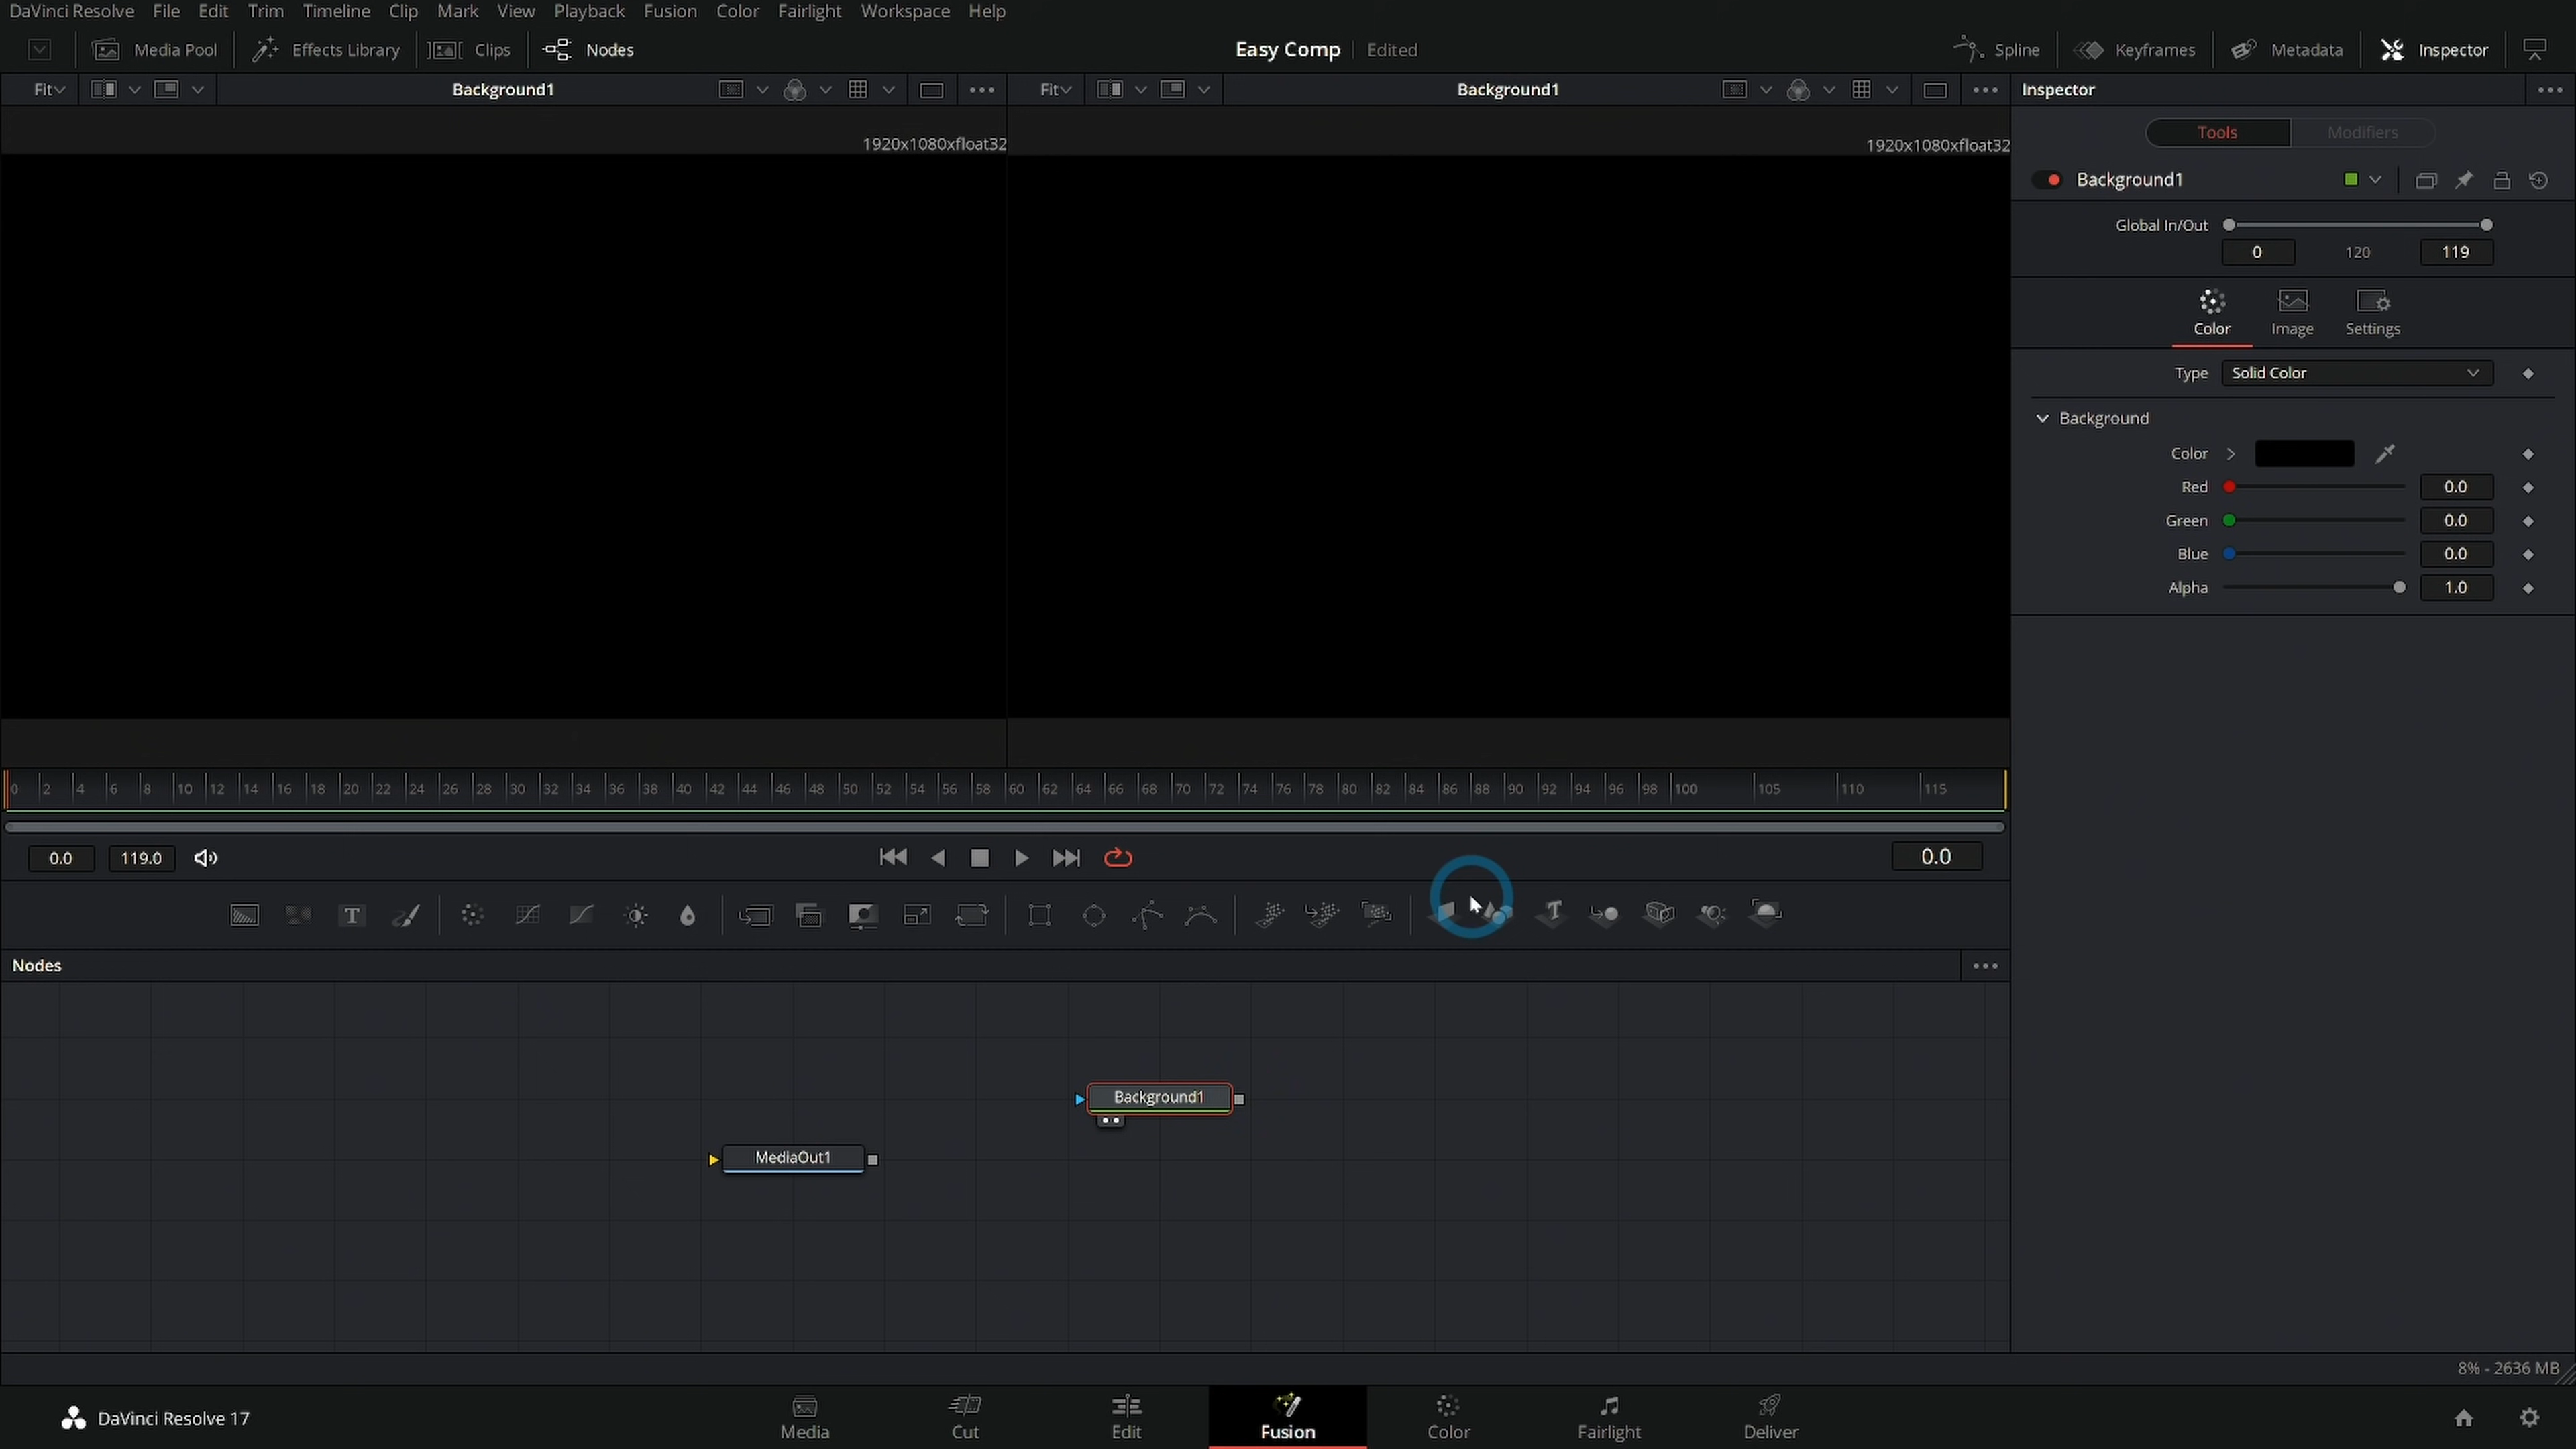 DaVinci Resolve File Edit Trim Timeline Clip Mark View Playback Fusion Color Fairlight Workspace Help
Media Pool Effects Library Clips Nodes Easy Comp Edited Spline Keyframes Metadata Inspector
Fit Background1 Fit Background1 Inspector
1920x1080xfloat32 1920x1080xfloat32
Tools Modifiers
Background1
Global In/Out
0 120 119
Color Image Settings
Type Solid Color
Background
Color
Red 0.0
Green 0.0
Blue 0.0
Alpha 1.0
0 2 4 6 8 10 12 14 16 18 20 22 24 26 28 30 32 34 36 38 40 42 44 46 48 50 52 54 56 58 60 62 64 66 68 70 72 74 76 78 80 82 84 86 88 90 92 94 96 98 100 105 110 115
0.0 119.0 0.0
T T
Nodes
Background1
MediaOut1
8% - 2636 MB
DaVinci Resolve 17 Media Cut Edit Fusion Color Fairlight Deliver